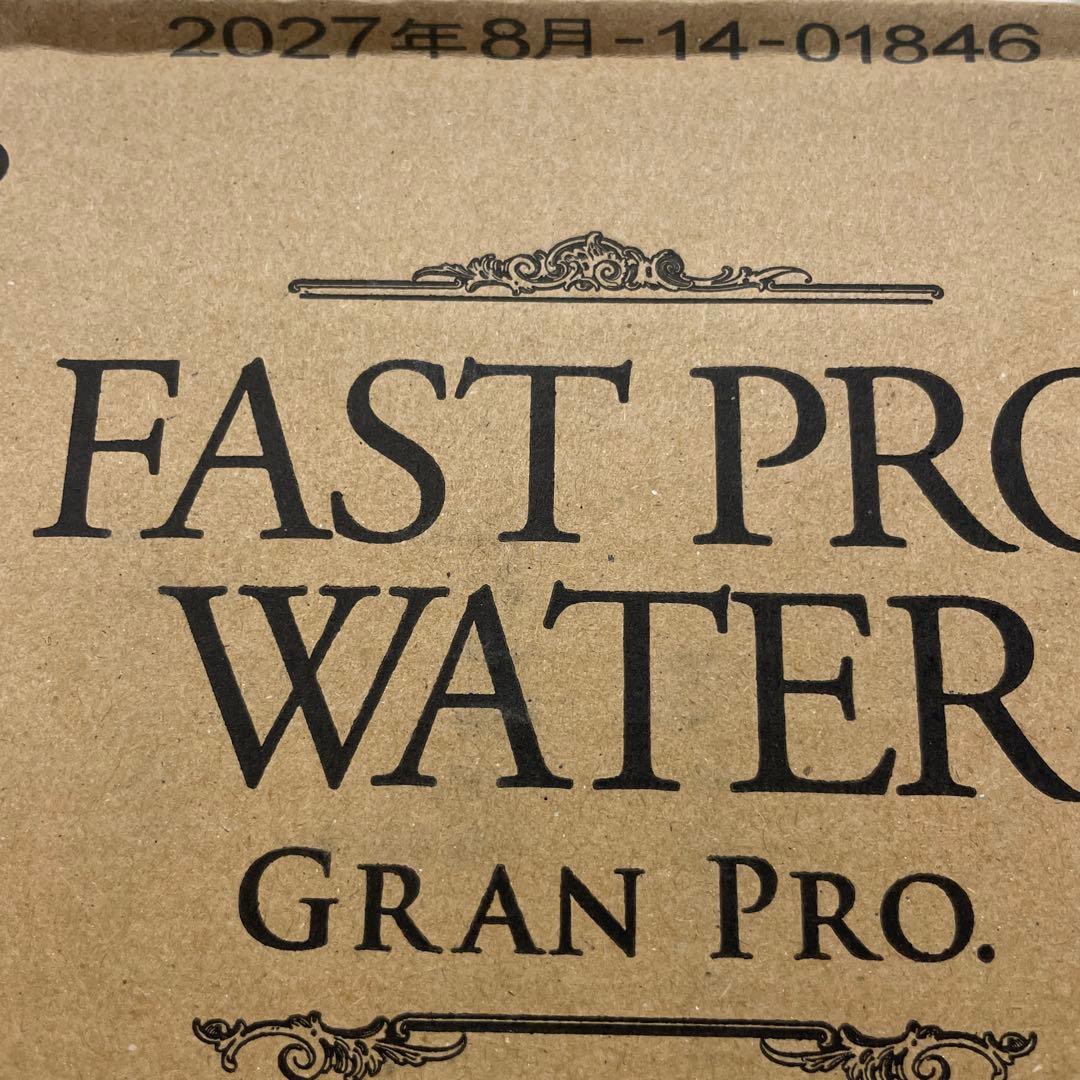 2027年8月-14-01846
FAST PRO
WATER
GRAN PRO.